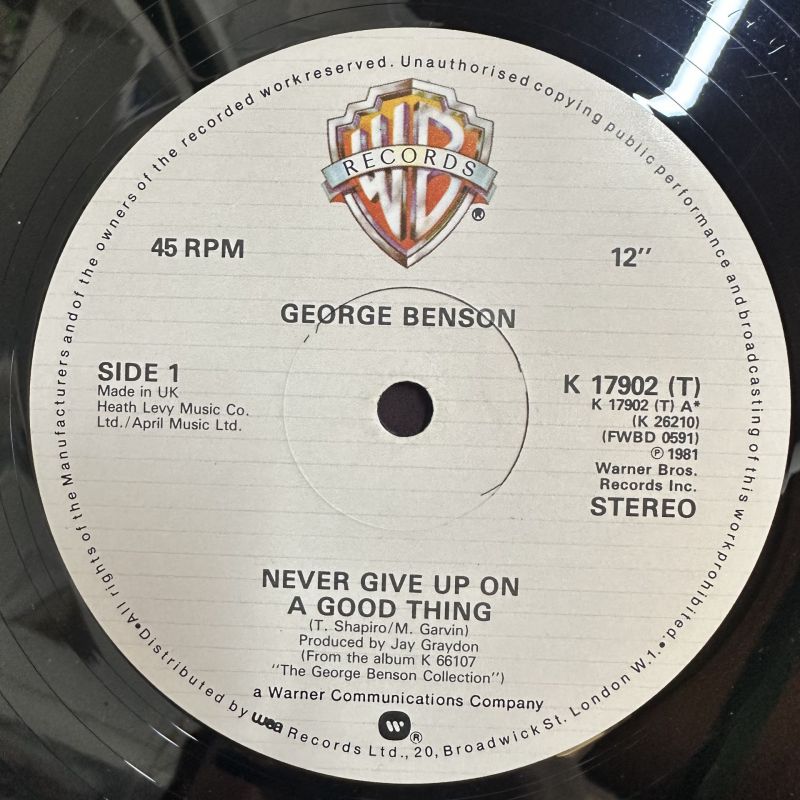 All rights of the Manufacturers and of the owners of the recorded work reserved. Unauthorised copying public performance and broadcasting of this work prohibited.
WB
RECORDS
®
45 RPM
12"
GEORGE BENSON
SIDE 1
Made in UK
Heath Levy Music Co.
Ltd./April Music Ltd.
K 17902 (T)
K 17902 (T) A*
(K 26210)
(FWBD 0591)
℗ 1981
Warner Bros.
Records Inc.
STEREO
NEVER GIVE UP ON
A GOOD THING
(T. Shapiro/M. Garvin)
Produced by Jay Graydon
(From the album K 66107
"The George Benson Collection")
a Warner Communications Company
®
•Distributed by wea Records Ltd., 20, Broadwick St. London W.1.•